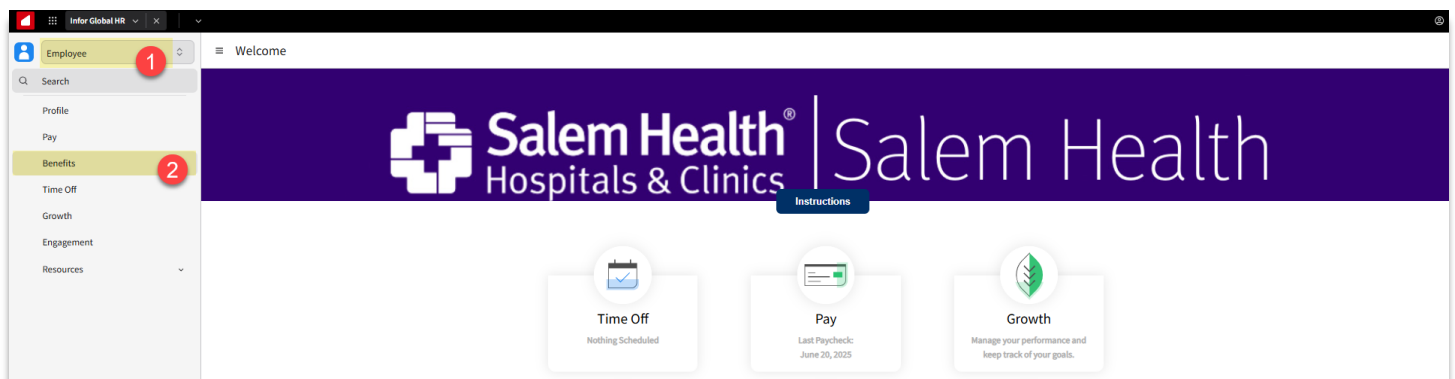 Infor Global HR
Employee
1
Welcome
Search
Profile
Pay
Benefits
2
Time Off
Growth
Engagement
Resources
Salem Health®
Hospitals & Clinics
Salem Health
Instructions
Time Off
Nothing Scheduled
Pay
Last Paycheck:
June 20, 2025
Growth
Manage your performance and
keep track of your goals.